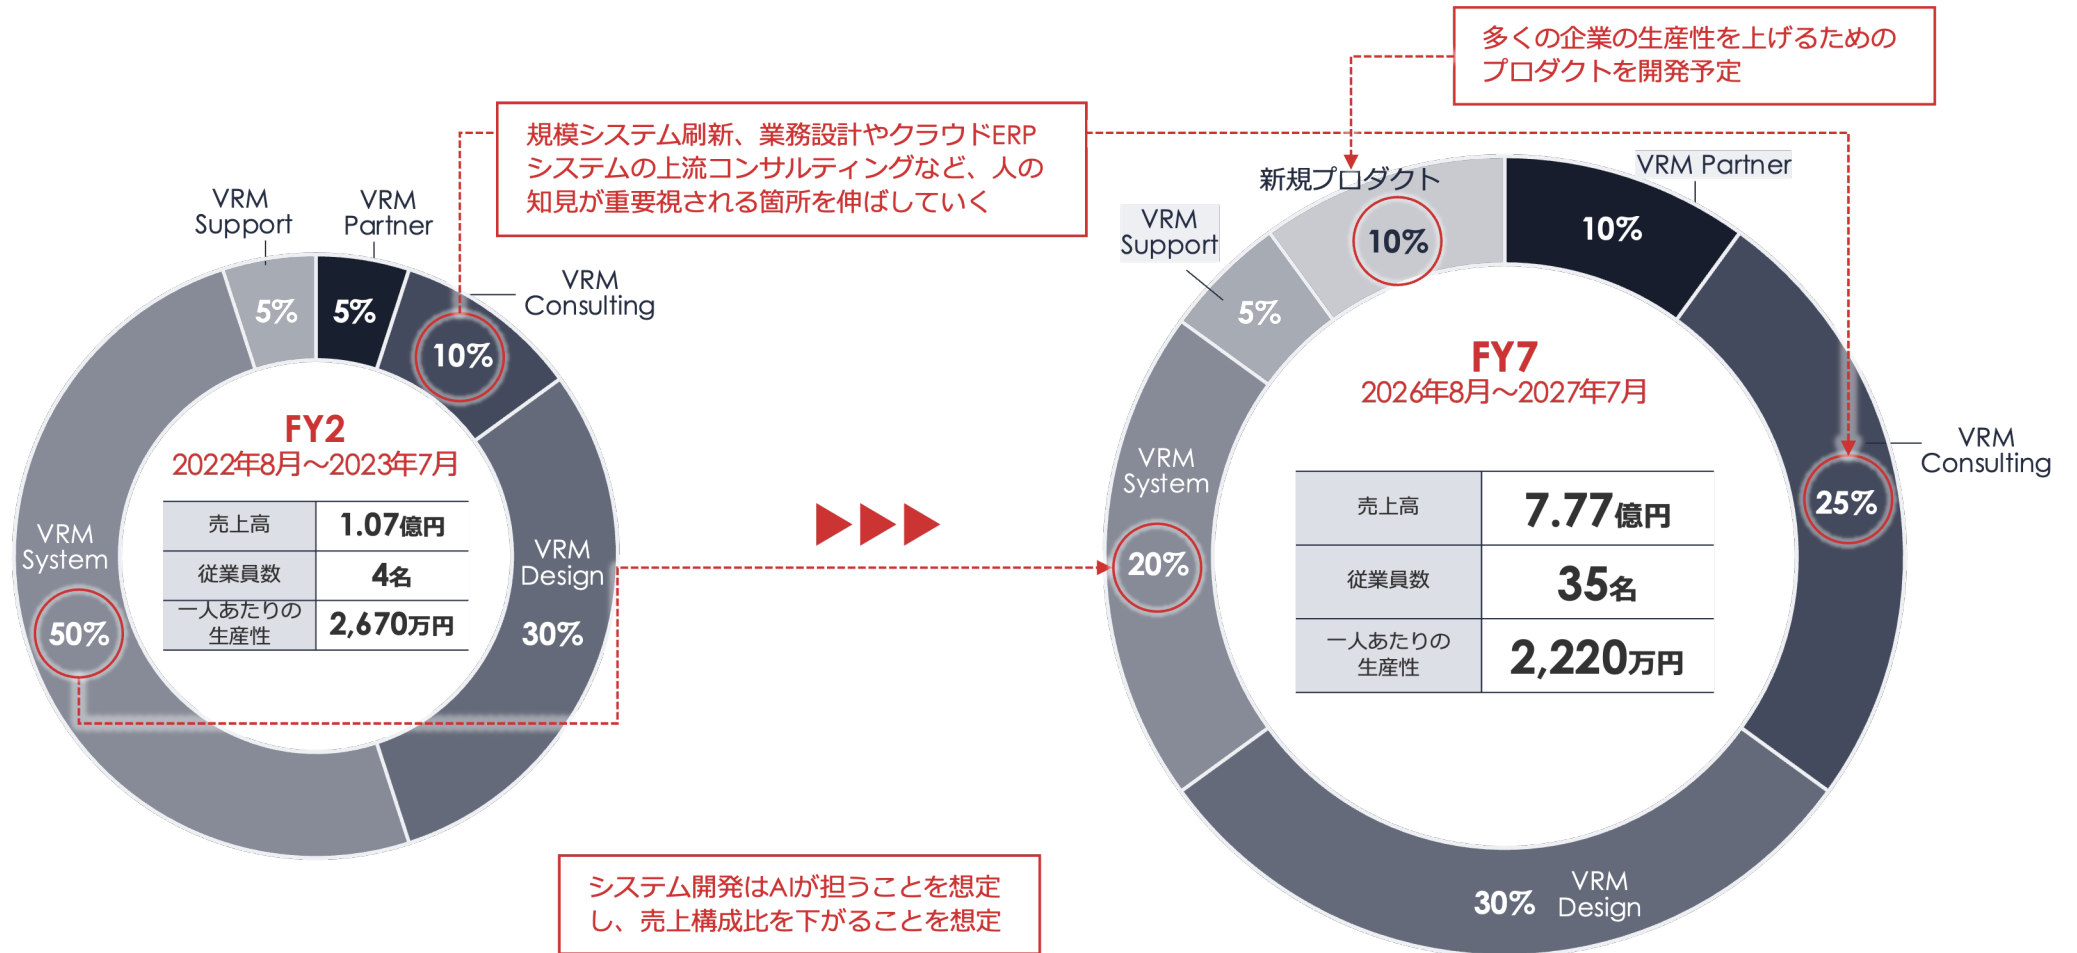 多くの企業の生産性を上げるための
プロダクトを開発予定
規模システム刷新、業務設計やクラウドERP
システムの上流コンサルティングなど、人の
知見が重要視される箇所を伸ばしていく
VRM
Support
VRM
Partner
VRM
Consulting
5%
5%
10%
FY2
2022年8月～2023年7月
売上高
1.07億円
従業員数
4名
一人あたりの
生産性
2,670万円
VRM
System
50%
VRM
Design
30%
新規プロダクト
10%
VRM Partner
10%
VRM
Support
5%
FY7
2026年8月～2027年7月
売上高
7.77億円
従業員数
35名
一人あたりの
生産性
2,220万円
VRM
System
20%
VRM
Consulting
25%
30%
VRM
Design
システム開発はAIが担うことを想定
し、売上構成比を下がることを想定